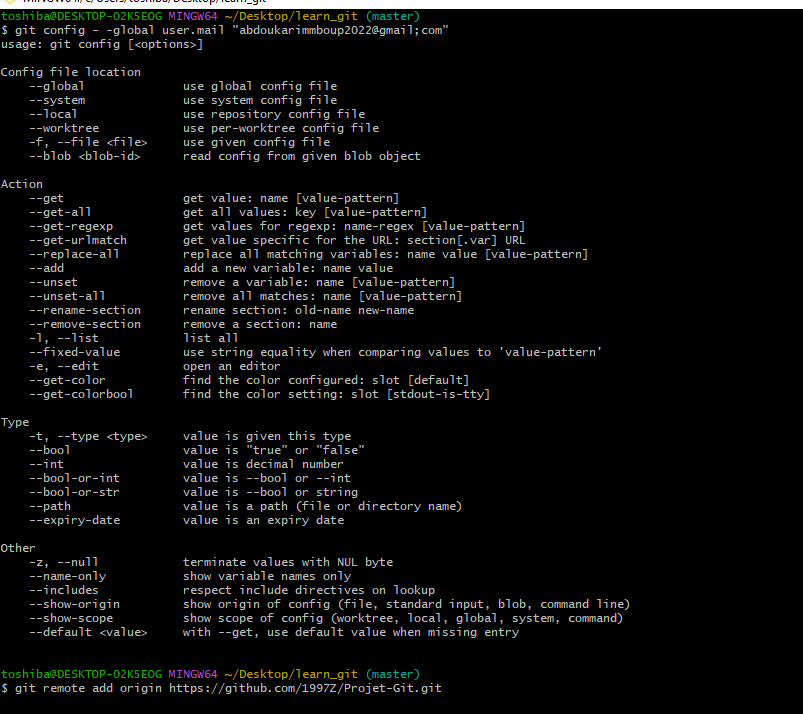 toshiba@DESKTOP-O2K5EOG MINGW64 ~/Desktop/learn_git (master)
$ git config - -global user.mail "abdoukarimmboup2022@gmail;com"
usage: git config [<options>]
Config file location
--global use global config file
--system use system config file
--local use repository config file
--worktree use per-worktree config file
-f, --file <file> use given config file
--blob <blob-id> read config from given blob object
Action
--get get value: name [value-pattern]
--get-all get all values: key [value-pattern]
--get-regexp get values for regexp: name-regex [value-pattern]
--get-urlmatch get value specific for the URL: section[.var] URL
--replace-all replace all matching variables: name value [value-pattern]
--add add a new variable: name value
--unset remove a variable: name [value-pattern]
--unset-all remove all matches: name [value-pattern]
--rename-section rename section: old-name new-name
--remove-section remove a section: name
-l, --list list all
--fixed-value use string equality when comparing values to 'value-pattern'
-e, --edit open an editor
--get-color find the color configured: slot [default]
--get-colorbool find the color setting: slot [stdout-is-tty]
Type
-t, --type <type> value is given this type
--bool value is "true" or "false"
--int value is decimal number
--bool-or-int value is --bool or --int
--bool-or-str value is --bool or string
--path value is a path (file or directory name)
--expiry-date value is an expiry date
Other
-z, --null terminate values with NUL byte
--name-only show variable names only
--includes respect include directives on lookup
--show-origin show origin of config (file, standard input, blob, command line)
--show-scope show scope of config (worktree, local, global, system, command)
--default <value> with --get, use default value when missing entry
toshiba@DESKTOP-O2K5EOG MINGW64 ~/Desktop/learn_git (master)
$ git remote add origin https://github.com/1997Z/Projet-Git.git